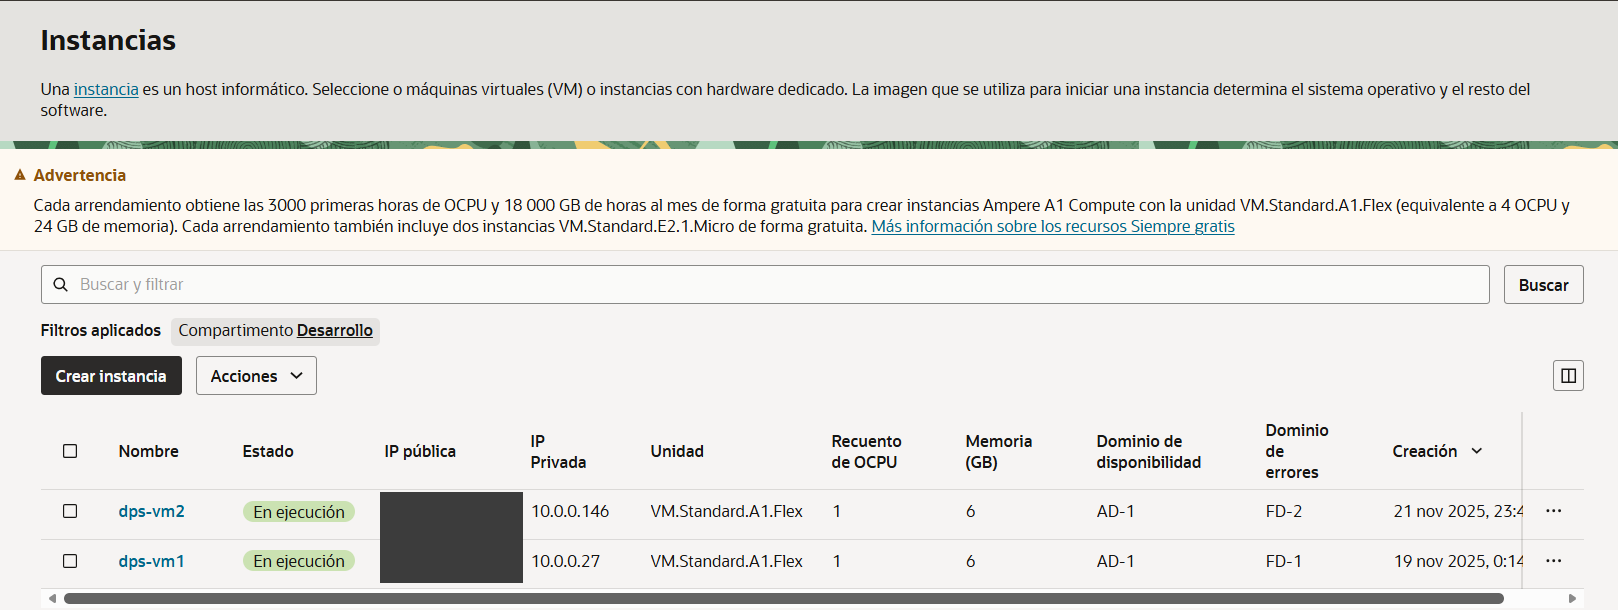 Instancias
Una instancia es un host informático. Seleccione o máquinas virtuales (VM) o instancias con hardware dedicado. La imagen que se utiliza para iniciar una instancia determina el sistema operativo y el resto del
software.
Advertencia
Cada arrendamiento obtiene las 3000 primeras horas de OCPU y 18 000 GB de horas al mes de forma gratuita para crear instancias Ampere A1 Compute con la unidad VM.Standard.A1.Flex (equivalente a 4 OCPU y
24 GB de memoria). Cada arrendamiento también incluye dos instancias VM.Standard.E2.1.Micro de forma gratuita. Más información sobre los recursos Siempre gratis
Buscar y filtrar
Buscar
Filtros aplicados Compartimento Desarrollo
Crear instancia Acciones
Nombre Estado IP pública IP Privada Unidad Recuento de OCPU Memoria (GB) Dominio de disponibilidad Dominio de errores Creación
dps-vm2 En ejecución 10.0.0.146 VM.Standard.A1.Flex 1 6 AD-1 FD-2 21 nov 2025, 23:4
dps-vm1 En ejecución 10.0.0.27 VM.Standard.A1.Flex 1 6 AD-1 FD-1 19 nov 2025, 0:14